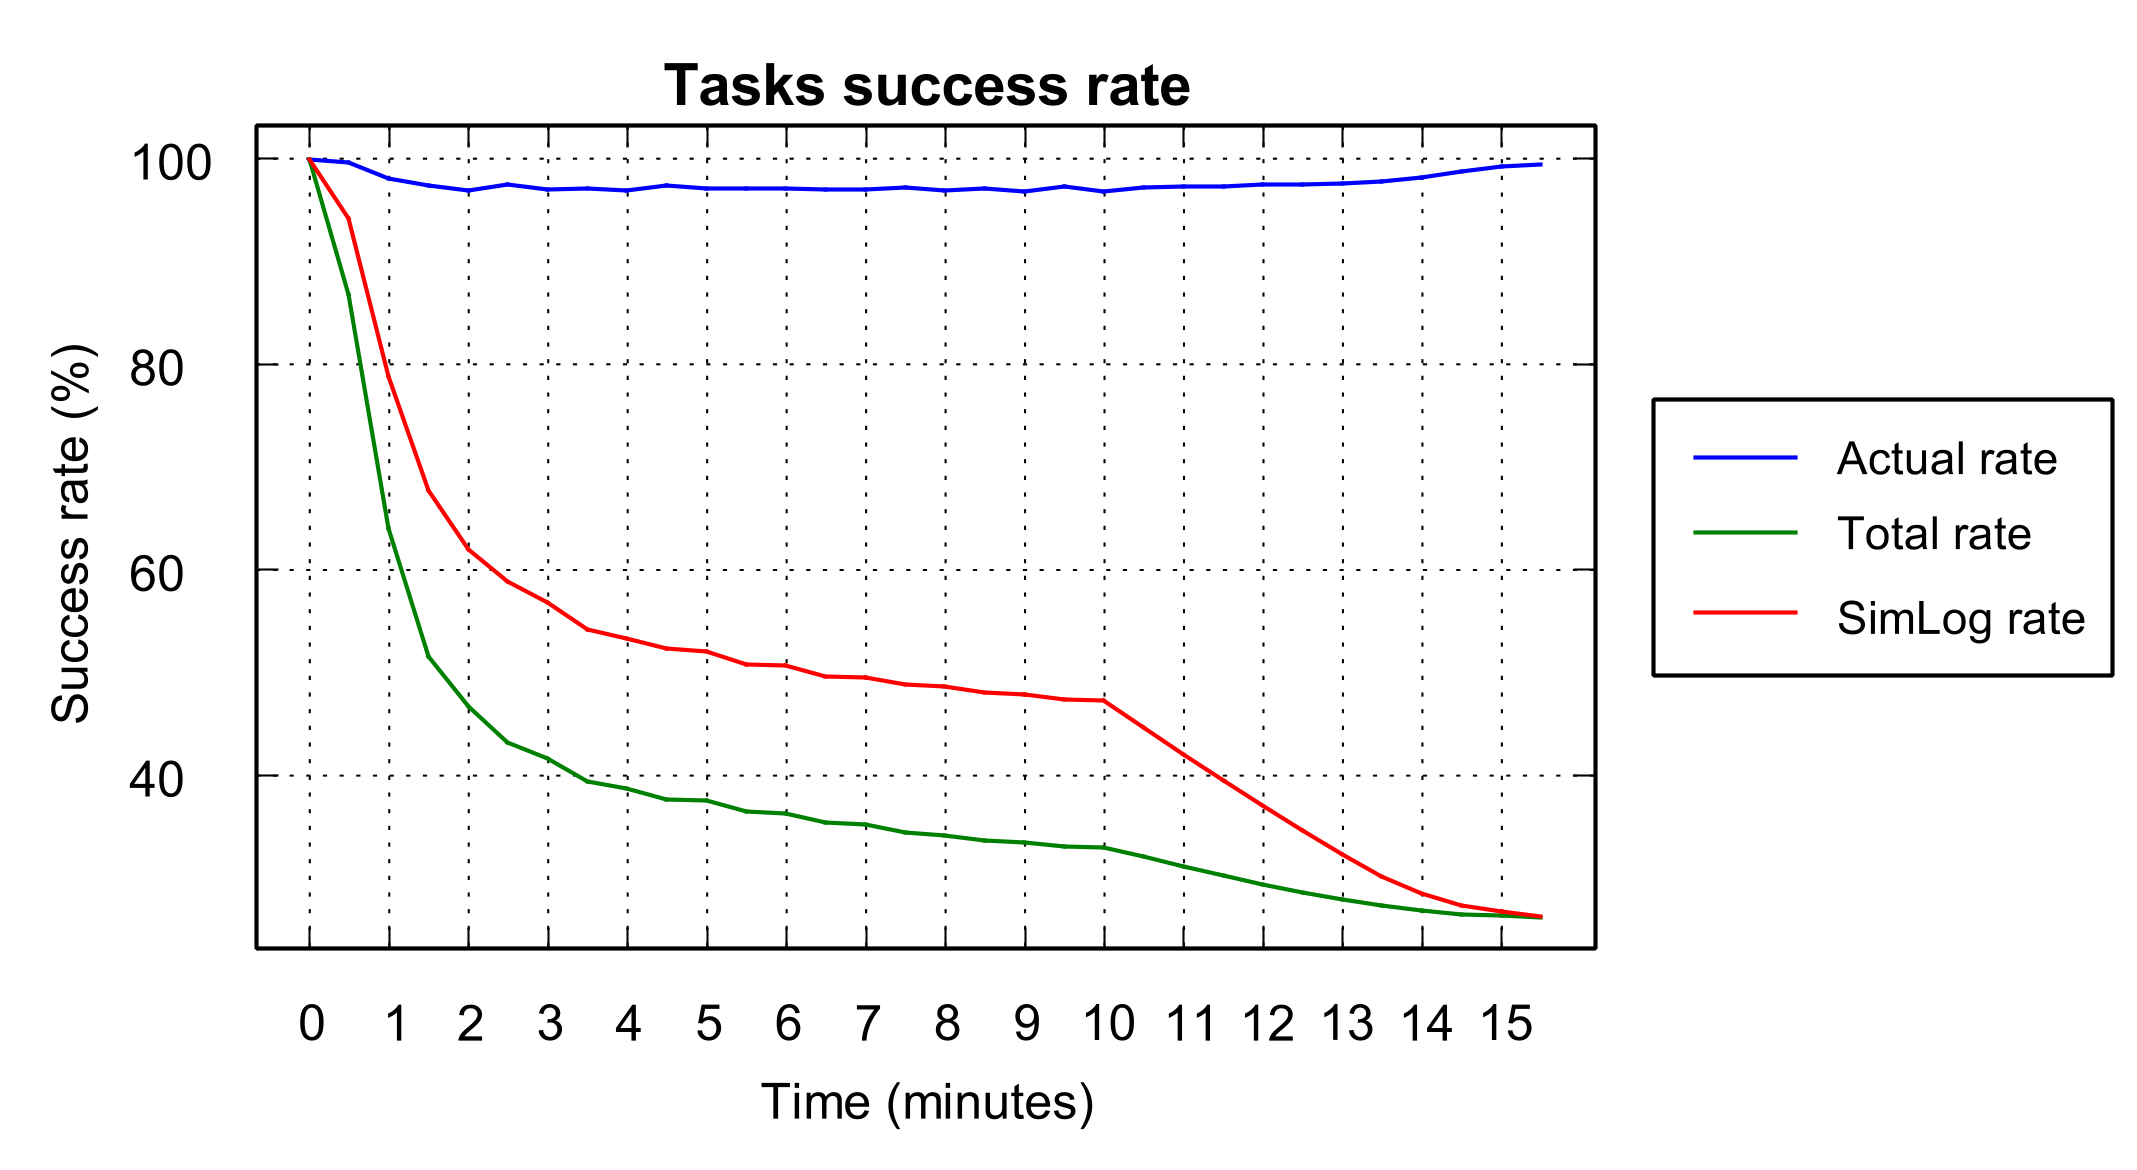 Tasks success rate
100
80
60
40
Success rate (%)
0 1 2 3 4 5 6 7 8 9 10 11 12 13 14 15
Time (minutes)
Actual rate
Total rate
SimLog rate